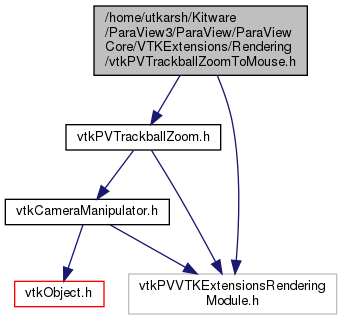 /home/utkarsh/Kitware
/ParaView3/ParaView/ParaView
Core/VTKExtensions/Rendering
/vtkPVTrackballZoomToMouse.h
vtkPVTrackballZoom.h
vtkCameraManipulator.h
vtkObject.h
vtkPVVTKExtensionsRendering
Module.h